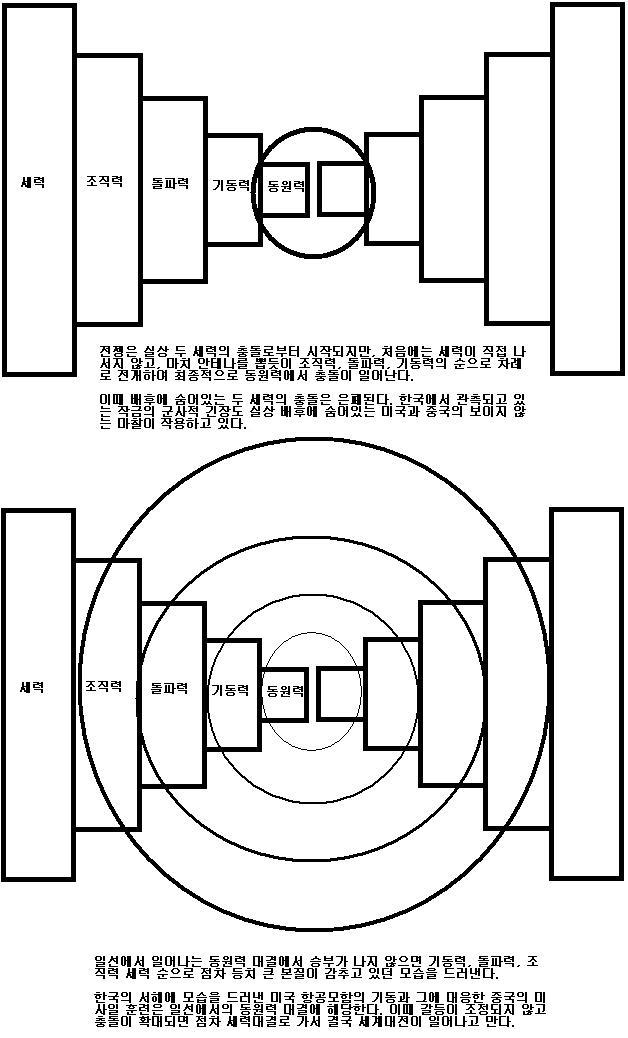 세력 조직력 돌파력 기동력 동원력
전쟁은 실상 두 세력의 충돌로부터 시작되지만, 처음에는 세력이 직접 나
서지 않고, 마치 안테나를 뽑듯이 조직력, 돌파력, 기동력의 순으로 차례
로 전개하여 최종적으로 동원력에서 충돌이 일어난다.
이때 배후에 숨어있는 두 세력의 충돌은 은폐된다. 한국에서 관측되고 있
는 작금의 군사적 긴장도 실상 배후에 숨어있는 미국과 중국의 보이지 않
는 마찰이 작용하고 있다.
세력 조직력 돌파력 기동력 동원력
일선에서 일어나는 동원력 대결에서 승부가 나지 않으면 기동력, 돌파력, 조
직력 세력 순으로 점차 등치 큰 본질이 감추고 있던 모습을 드러낸다.
한국의 서해에 모습을 드러낸 미국 항공모함의 기동과 그에 대응한 중국의 미
사일 훈련은 일선에서의 동원력 대결에 해당한다. 이때 갈등이 조정되지 않고
충돌이 확대되면 점차 세력대결로 가서 결국 세계대전이 일어나고 만다.